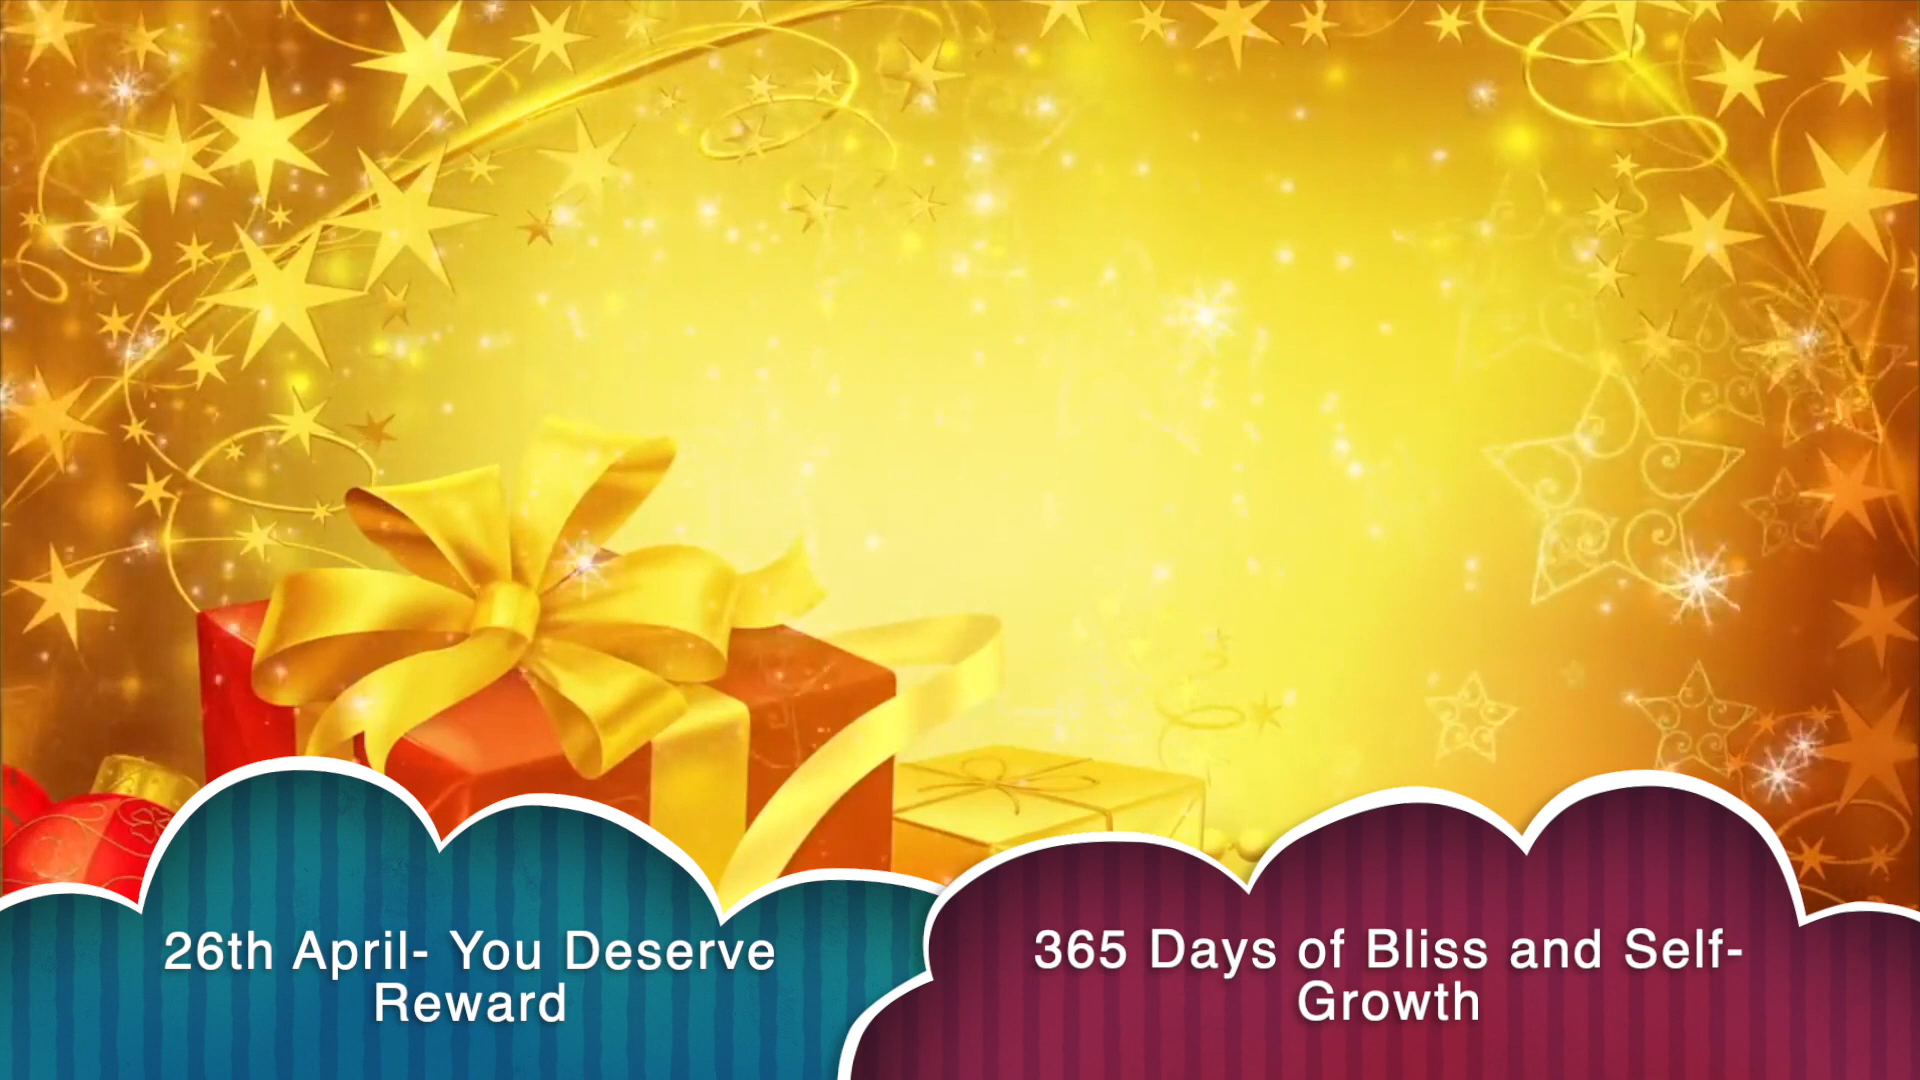 26th April- You Deserve
Reward
365 Days of Bliss and Self-
Growth